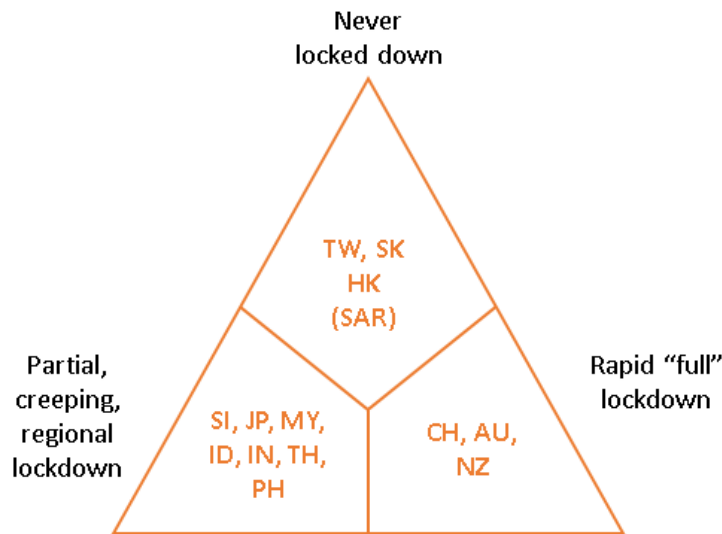 Never
locked down
TW, SK
HK
(SAR)
Partial,
creeping,
regional
lockdown
SI, JP, MY,
ID, IN, TH,
PH
CH, AU,
NZ
Rapid “full”
lockdown